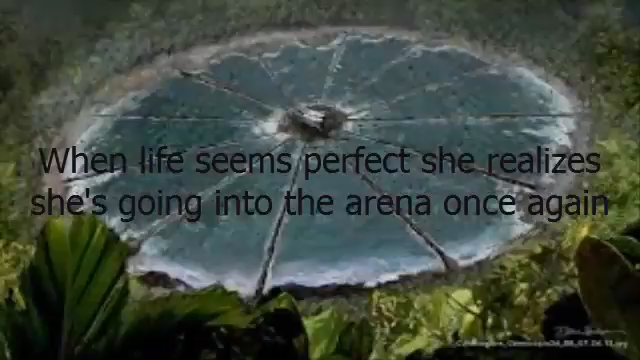 When life seems perfect she realizes
she's going into the arena once again